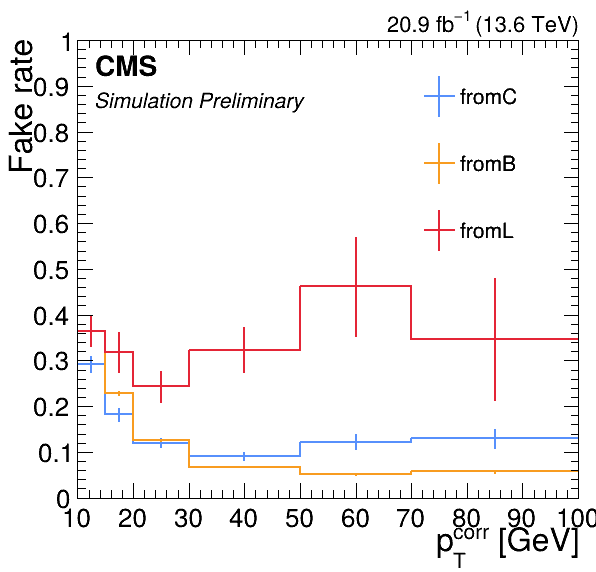 20.9 fb⁻¹ (13.6 TeV)
CMS
Simulation Preliminary
Fake rate
fromC
fromB
fromL
1
0.9
0.8
0.7
0.6
0.5
0.4
0.3
0.2
0.1
0
10 20 30 40 50 60 70 80 90 100
p_T^corr [GeV]